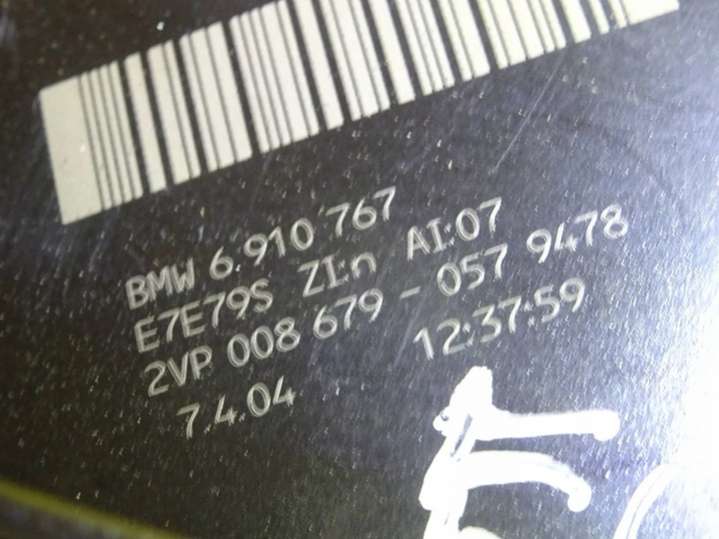 BMW 6.910 767
E7E79S ZI:n AI:07
2VP 008 679 - 057 9478
7.4.04 12:37:59